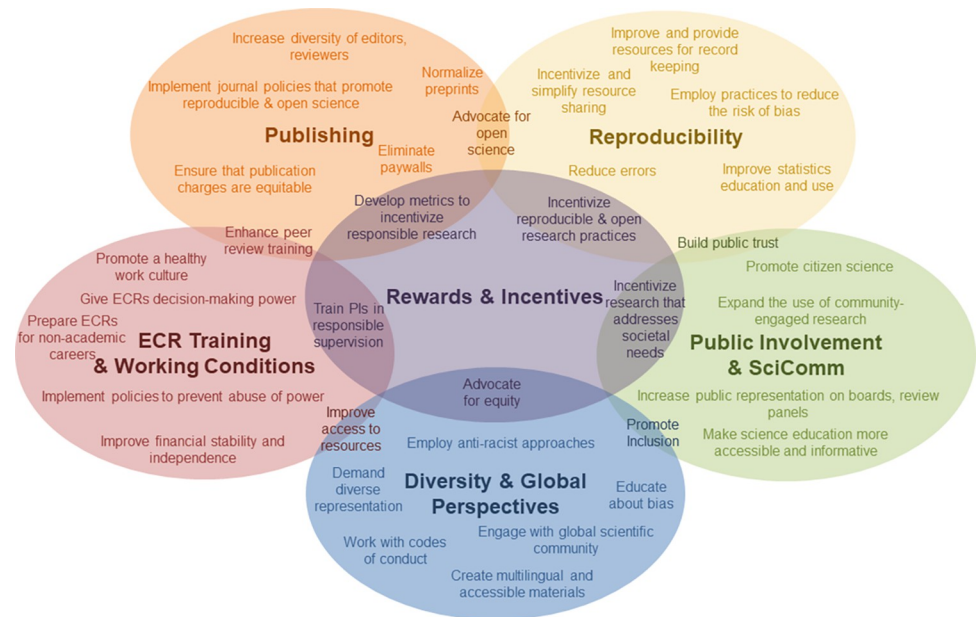 Increase diversity of editors,
reviewers
Implement journal policies that promote
reproducible & open science
Normalize
preprints
Publishing
Eliminate
paywalls
Ensure that publication
charges are equitable
Advocate for
open
science
Improve and provide
resources for record
keeping
Incentivize and
simplify resource
sharing
Employ practices to reduce
the risk of bias
Reproducibility
Reduce errors
Improve statistics
education and use
Develop metrics to
incentivize
responsible research
Incentivize
reproducible & open
research practices
Enhance peer
review training
Build public trust
Rewards & Incentives
Train PIs in
responsible
supervision
Incentivize
research that
addresses
societal
needs
Advocate
for equity
Promote a healthy
work culture
Give ECRs decision-making power
Prepare ECRs
for non-academic
careers
ECR Training
& Working Conditions
Implement policies to prevent abuse of power
Improve financial stability and
independence
Improve
access to
resources
Promote citizen science
Expand the use of community-
engaged research
Public Involvement
& SciComm
Increase public representation on boards, review
panels
Make science education more
accessible and informative
Promote
Inclusion
Employ anti-racist approaches
Demand
diverse
representation
Diversity & Global
Perspectives
Educate
about bias
Work with codes
of conduct
Engage with global scientific
community
Create multilingual and
accessible materials